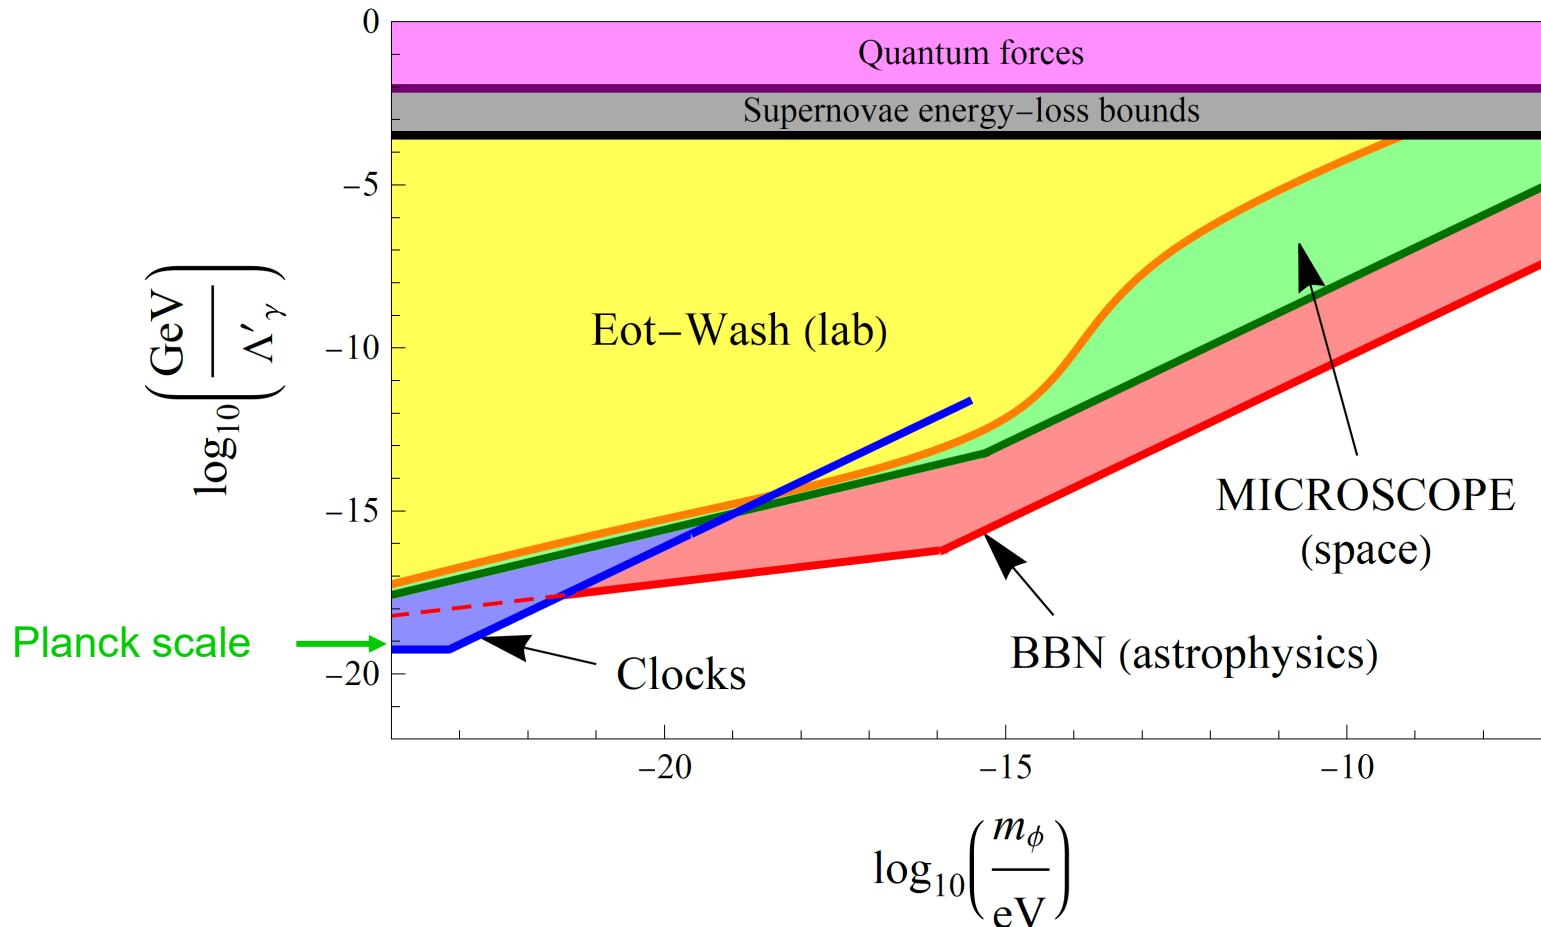 0
Quantum forces
Supernovae energy−loss bounds
−5
log10(GeV/Λ′γ)
Eot−Wash (lab)
−10
MICROSCOPE
(space)
−15
BBN (astrophysics)
Planck scale
Clocks
−20
−20 −15 −10
log10(mϕ/eV)